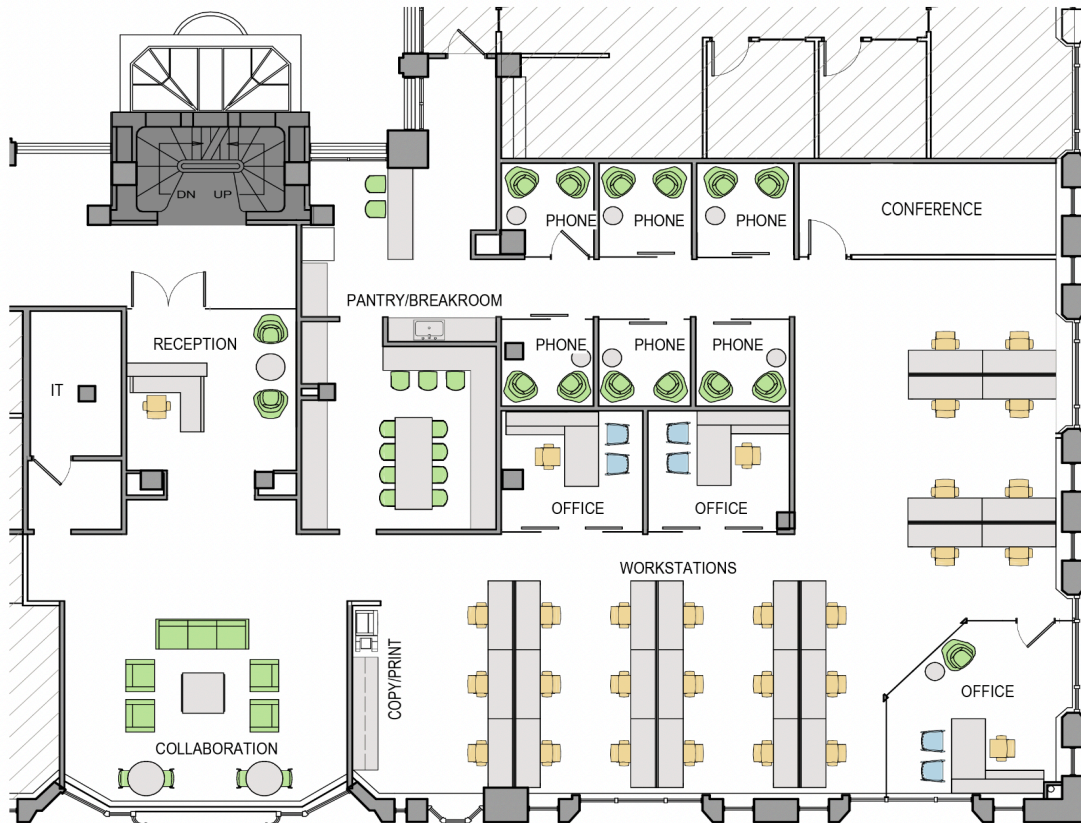 DN UP
PHONE
PHONE
PHONE
CONFERENCE
PANTRY/BREAKROOM
RECEPTION
PHONE
PHONE
PHONE
IT
OFFICE
OFFICE
WORKSTATIONS
COPY/PRINT
OFFICE
COLLABORATION